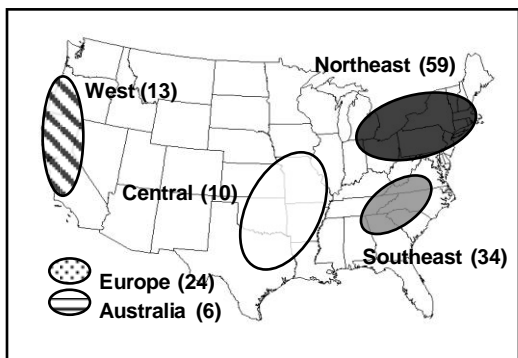 Northeast (59)
West (13)
Central (10)
Southeast (34)
Europe (24)
Australia (6)